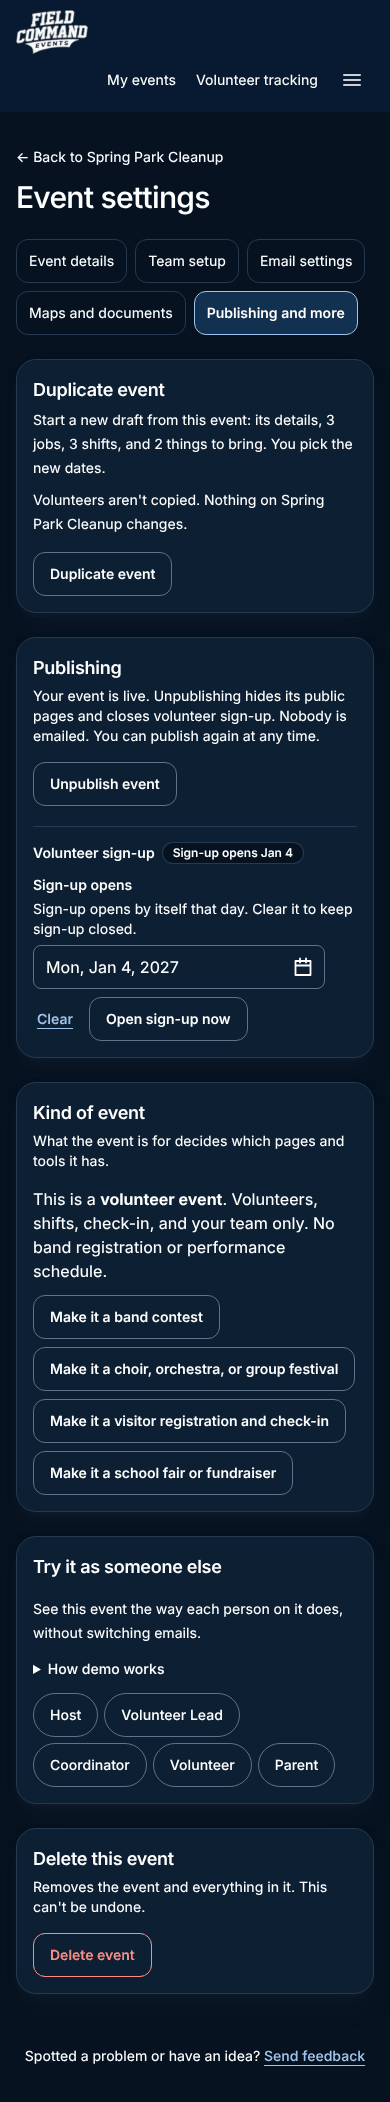 FIELD
COMMAND
EVENTS
My events Volunteer tracking
← Back to Spring Park Cleanup
Event settings
Event details Team setup Email settings
Maps and documents Publishing and more
Duplicate event
Start a new draft from this event: its details, 3
jobs, 3 shifts, and 2 things to bring. You pick the
new dates.
Volunteers aren't copied. Nothing on Spring
Park Cleanup changes.
Duplicate event
Publishing
Your event is live. Unpublishing hides its public
pages and closes volunteer sign-up. Nobody is
emailed. You can publish again at any time.
Unpublish event
Volunteer sign-up Sign-up opens Jan 4
Sign-up opens
Sign-up opens by itself that day. Clear it to keep
sign-up closed.
Mon, Jan 4, 2027
Clear Open sign-up now
Kind of event
What the event is for decides which pages and
tools it has.
This is a volunteer event. Volunteers,
shifts, check-in, and your team only. No
band registration or performance
schedule.
Make it a band contest
Make it a choir, orchestra, or group festival
Make it a visitor registration and check-in
Make it a school fair or fundraiser
Try it as someone else
See this event the way each person on it does,
without switching emails.
▶ How demo works
Host Volunteer Lead
Coordinator Volunteer Parent
Delete this event
Removes the event and everything in it. This
can't be undone.
Delete event
Spotted a problem or have an idea? Send feedback